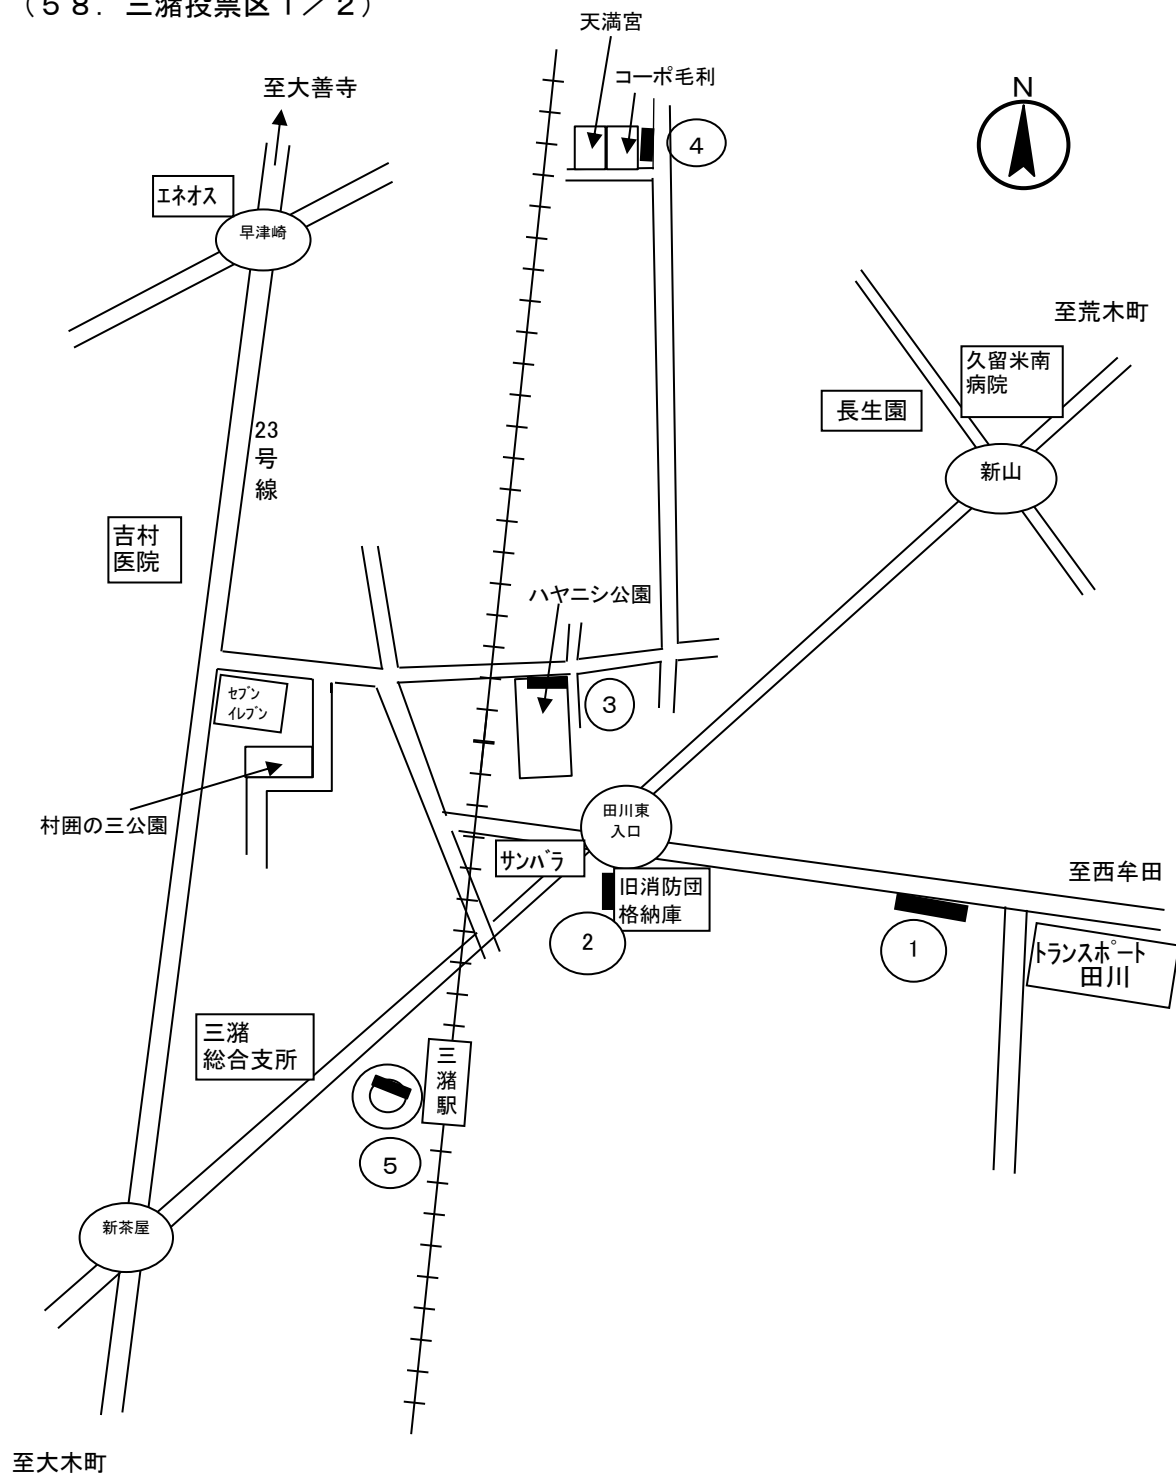 （５８．三潴投票区１／２）
天満宮
コーポ毛利
至大善寺
N
4
エネオス
早津崎
至荒木町
久留米南
病院
長生園
23
号
線
新山
吉村
医院
ハヤニシ公園
セブン
イレブン
3
村囲の三公園
田川東
入口
サンバラ
至西牟田
旧消防団
格納庫
2
1
トランスポート
田川
三潴
総合支所
三
潴
駅
5
新茶屋
至大木町